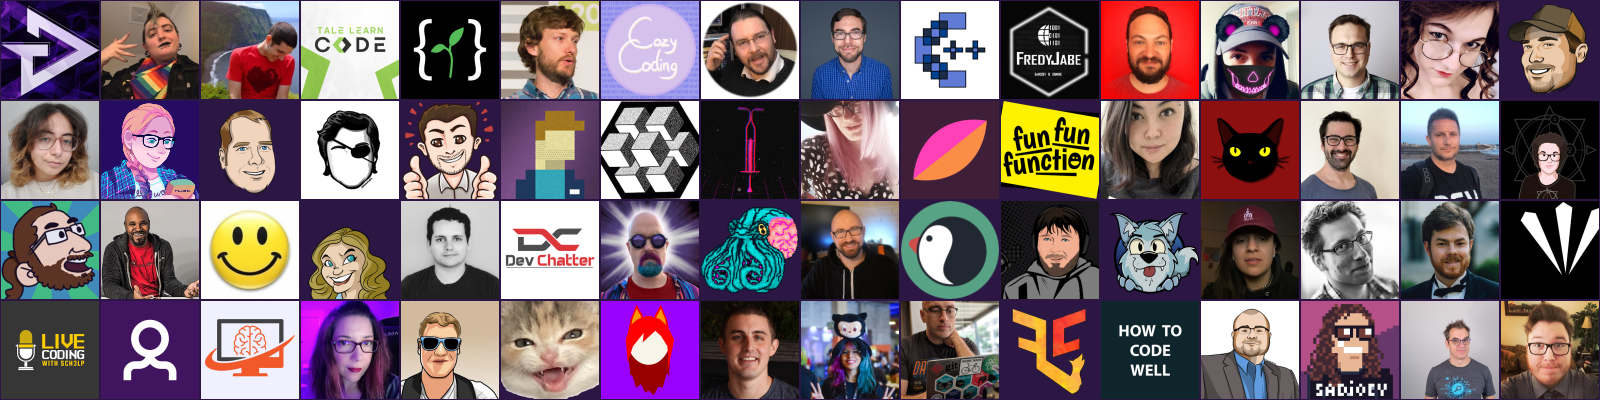 TALE LEARN
CODE
Cozy
Coding
C++
FREDYJABE
fun fun
function
DC
Dev Chatter
LIVE
CODING
WITH SCH3LP
HOW TO
CODE
WELL
SADJOEY